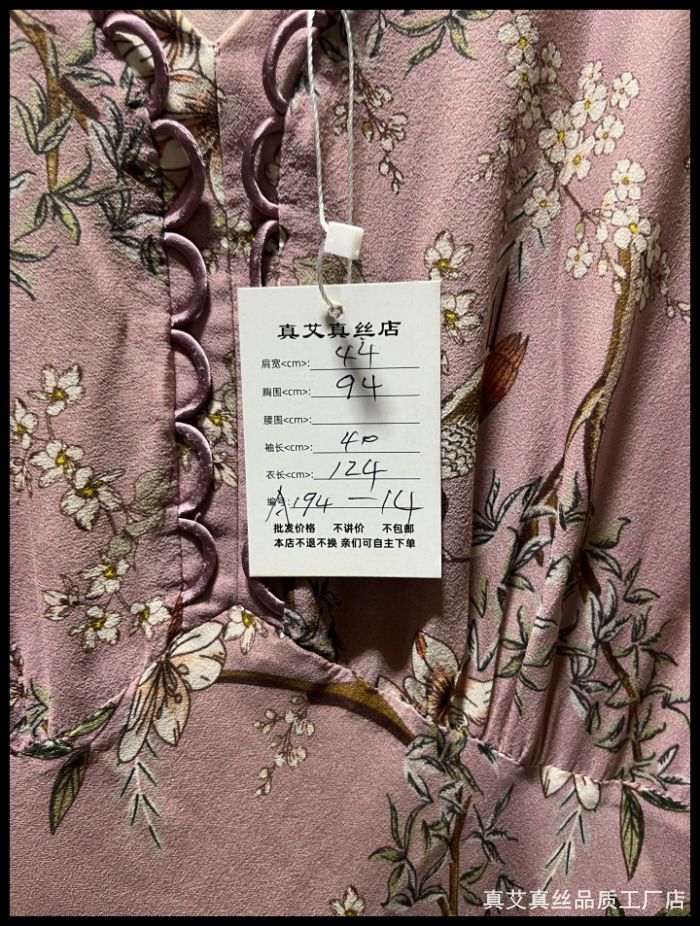 真艾真丝店
肩宽<cm>: 44
胸围<cm>: 94
腰围<cm>:
袖长<cm>: 40
衣长<cm>: 124
编号: A194-14
批发价格 不讲价 不包邮
本店不退不换 亲们可自主下单
真艾真丝品质工厂店